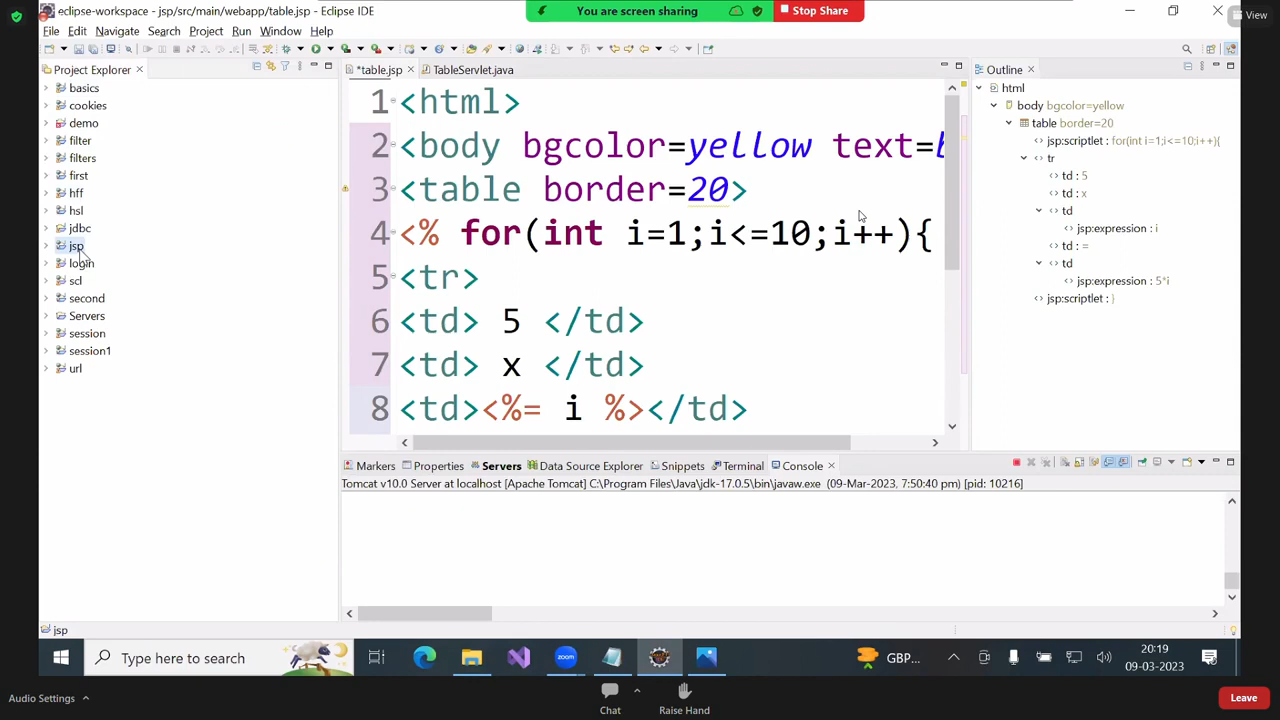 eclipse-workspace - jsp/src/main/webapp/table.jsp - Eclipse IDE
You are screen sharing
Stop Share
View
File Edit Navigate Search Project Run Window Help
Project Explorer
basics
cookies
demo
filter
filters
first
hff
hsl
jdbc
jsp
login
scl
second
Servers
session
session1
url
*table.jsp
TableServlet.java
1 <html>
2 <body bgcolor=yellow text=
3 <table border=20>
4 <% for(int i=1;i<=10;i++){
5 <tr>
6 <td> 5 </td>
7 <td> x </td>
8 <td><%= i %></td>
Outline
html
body bgcolor=yellow
table border=20
jsp:scriptlet : for(int i=1;i<=10;i++){
tr
td : 5
td : x
td
jsp:expression : i
td : =
td
jsp:expression : 5*i
jsp:scriptlet : }
Markers Properties Servers Data Source Explorer Snippets Terminal Console
Tomcat v10.0 Server at localhost [Apache Tomcat] C:\Program Files\Java\jdk-17.0.5\bin\javaw.exe (09-Mar-2023, 7:50:40 pm) [pid: 10216]
jsp
Type here to search
GBP...
20:19
09-03-2023
Audio Settings
Chat
Raise Hand
Leave